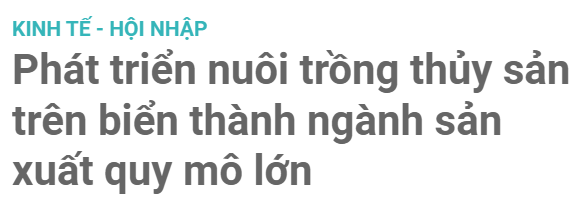 KINH TẾ - HỘI NHẬP
Phát triển nuôi trồng thủy sản
trên biển thành ngành sản
xuất quy mô lớn